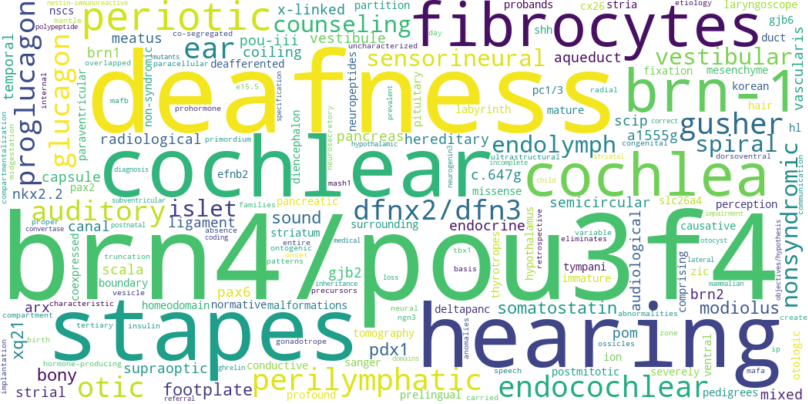 nestin-immunoreactive
mantle
polypeptide
nscs
periotic
x-linked
counseling
partition
fibrocytes
probands
cx26
stria
etiology
laryngoscope
gjb6
duct
co-segregated
meatus
ear
pou-iii
vestibule
uncharacterized
day
sensorineural
shh
aqueduct
vestibular
temporal
internal
brn1
coiling
mutants
overlapped
paracellular
deafferented
pc1/3
radial
fixation
mesenchyme
vascularis
proglucagon
glucagon
paraventricular
non-syndromic
deafness
neuropeptides
prevalent
pituitary
brn-1
korean
hair
mafb
e15.5
prohormone
specification
labyrinth
mature
compartmentalization
midgestation
radiological
primordium
diencephalon
pancreas
hereditary
neurosecretory
hypothalamic
endolymph
scip
a1555g
gusher
correct
congenital
hl
spiral
dorsoventral
communication
capsule
diagnosis
efnb2
cochlear
mash1
neurogenin3
ultrastructural
incomplete
c.647g
missense
striatal
child
cochlea
nkx2.2
pax2
subventricular
families
pancreatic
slc26a4
nonsyndromic
auditory
islet
sound
dfnx2/dfn3
semicircular
perception
impairment
proper
convertase
canal
postnatal
ligament
absence
coding
striatum
entire
ontogenic
patterns
surrounding
medical
endocrine
thyrotropes
hypothalamus
retrospective
variable
eliminates
audiological
causative
otocyst
lateral
mammalian
objectives/hypothesis
brn4/pou3f4
coexpressed
truncation
scala
boundary
vesicle
gjb2
onset
pax6
inheritance
precursors
loss
basis
tbx1
tympani
immature
comprising
zic
brn2
arx
characteristic
homeodomain
normative
malformations
neural
ngn3
deltapanc
anomalies
somatostatin
abnormalities
ossicles
modiolus
create
xq21
compartment
birth
tertiary
insulin
stapes
gonadotrope
tomography
pdx1
hearing
pom
ion
zone
ip
ventral
otologic
implantation
bony
strial
hormone-producing
otic
supraoptic
footplate
referral
ghrelin
conductive
sanger
perilymphatic
profound
domains
prelingual
speech
carried
endocochlear
postmitotic
severely
pedigrees
mafa
mixed